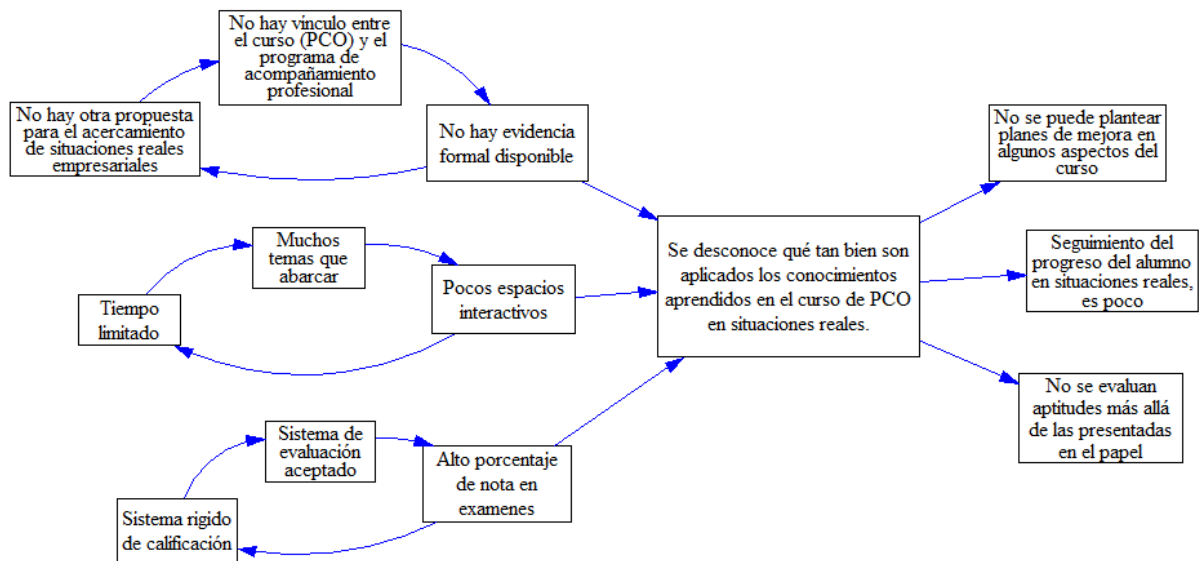 No hay vínculo entre
el curso (PCO) y el
programa de
acompañamiento
profesional
No hay otra propuesta
para el acercamiento
de situaciones reales
empresariales
No hay evidencia
formal disponible
Muchos
temas que
abarcar
Tiempo
limitado
Pocos espacios
interactivos
Sistema de
evaluación
aceptado
Sistema rigido
de calificación
Alto porcentaje
de nota en
examenes
Se desconoce qué tan bien son
aplicados los conocimientos
aprendidos en el curso de PCO
en situaciones reales.
No se puede plantear
planes de mejora en
algunos aspectos del
curso
Seguimiento del
progreso del alumno
en situaciones reales,
es poco
No se evaluan
aptitudes más allá
de las presentadas
en el papel